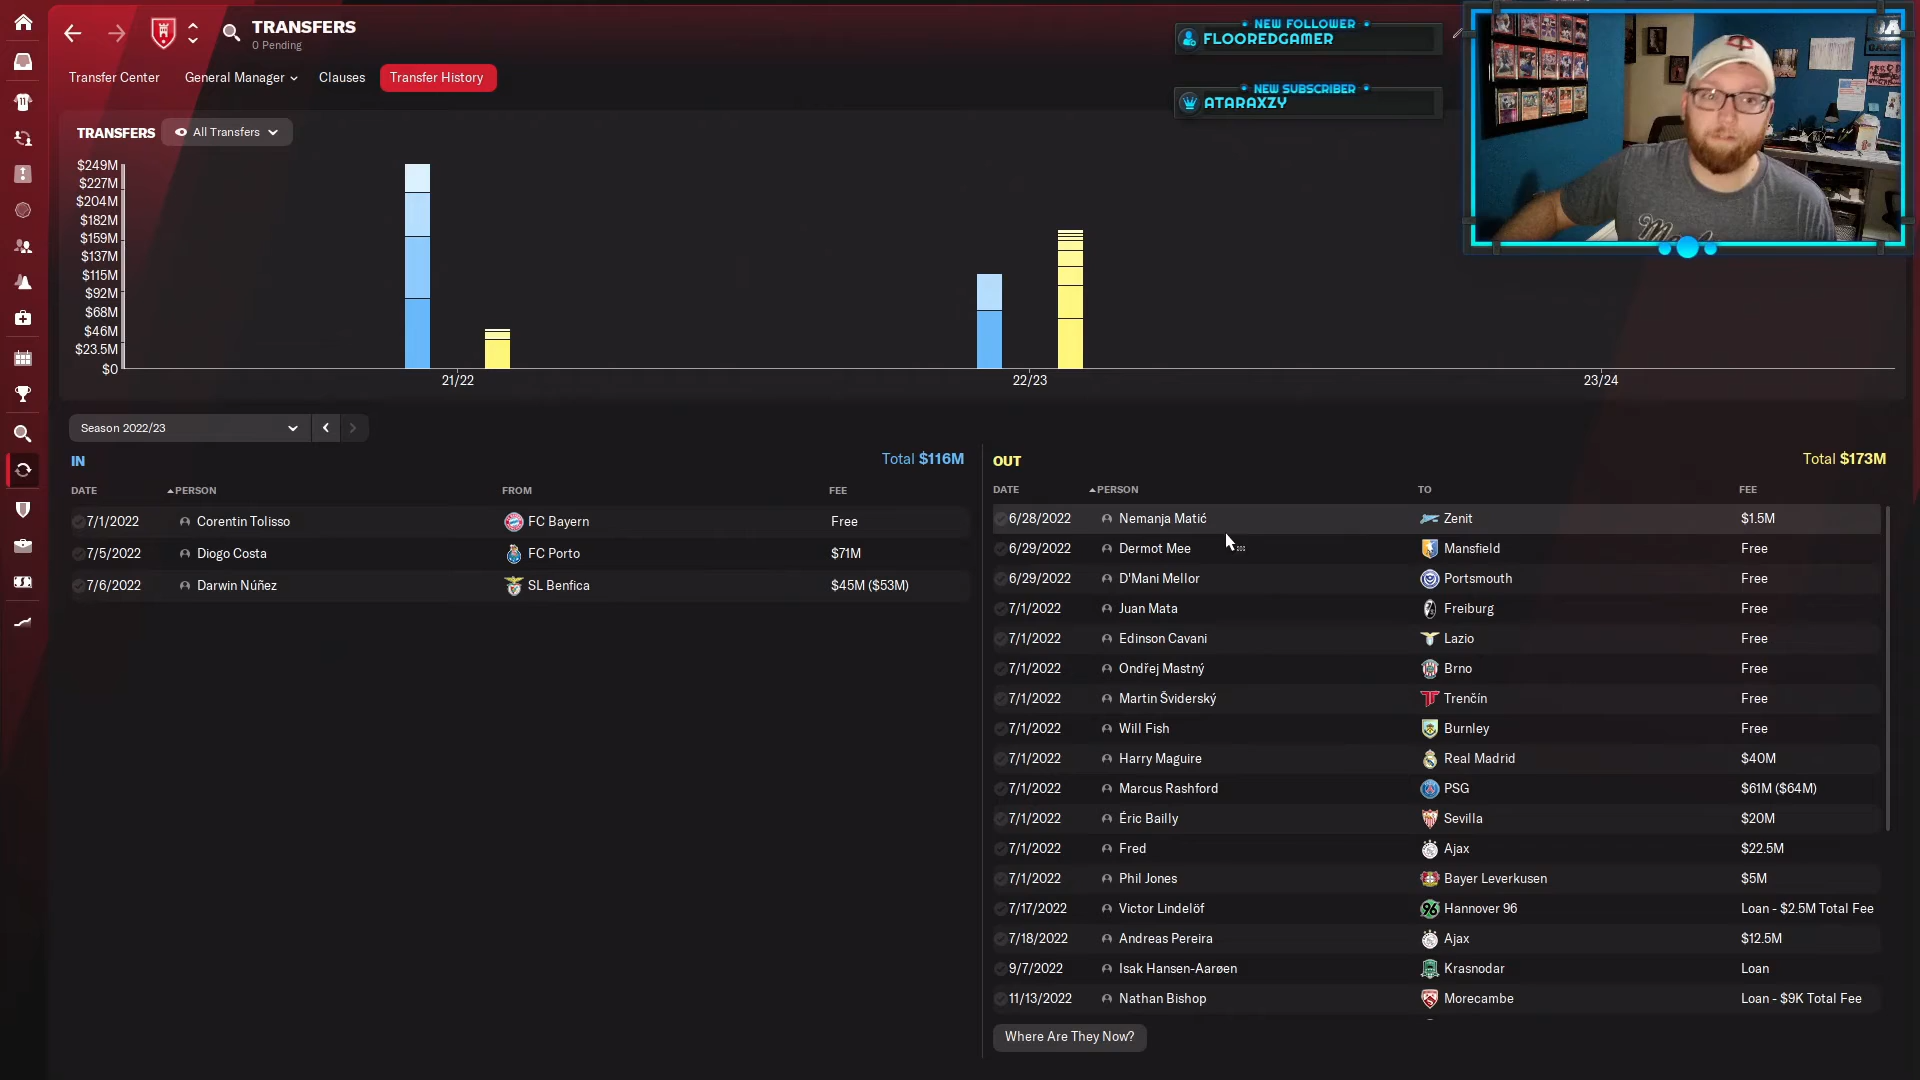 TRANSFERS
0 Pending
NEW FOLLOWER
FLOOREDGAMER
Transfer Center General Manager Clauses Transfer History
NEW SUBSCRIBER
ATARAXZY
TRANSFERS All Transfers
$249M
$227M
$204M
$182M
$159M
$137M
$115M
$92M
$68M
$46M
$23.5M
$0
21/22 22/23 23/24
Season 2022/23
IN Total $116M
DATE PERSON FROM FEE
7/1/2022 Corentin Tolisso FC Bayern Free
7/5/2022 Diogo Costa FC Porto $71M
7/6/2022 Darwin Núñez SL Benfica $45M ($53M)
OUT Total $173M
DATE PERSON TO FEE
6/28/2022 Nemanja Matić Zenit $1.5M
6/29/2022 Dermot Mee Mansfield Free
6/29/2022 D'Mani Mellor Portsmouth Free
7/1/2022 Juan Mata Freiburg Free
7/1/2022 Edinson Cavani Lazio Free
7/1/2022 Ondřej Mastný Brno Free
7/1/2022 Martin Šviderský Trenčín Free
7/1/2022 Will Fish Burnley Free
7/1/2022 Harry Maguire Real Madrid $40M
7/1/2022 Marcus Rashford PSG $61M ($64M)
7/1/2022 Éric Bailly Sevilla $20M
7/1/2022 Fred Ajax $22.5M
7/1/2022 Phil Jones Bayer Leverkusen $5M
7/17/2022 Victor Lindelöf Hannover 96 Loan - $2.5M Total Fee
7/18/2022 Andreas Pereira Ajax $12.5M
9/7/2022 Isak Hansen-Aarøen Krasnodar Loan
11/13/2022 Nathan Bishop Morecambe Loan - $9K Total Fee
Where Are They Now?